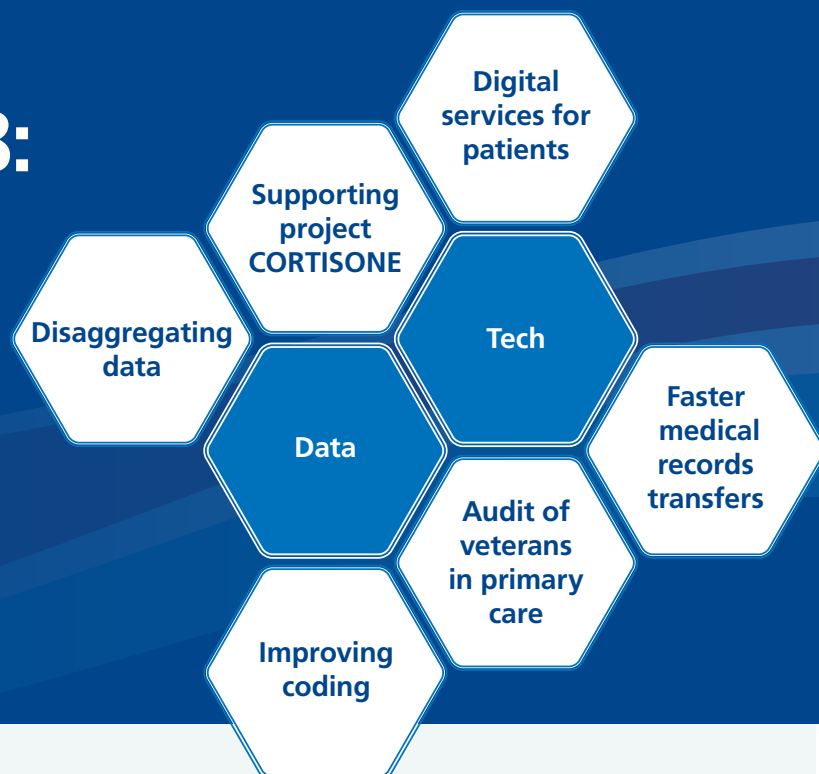 3:
Digital
services for
patients
Supporting
project
CORTISONE
Disaggregating
data
Tech
Data
Faster
medical
records
transfers
Audit of
veterans
in primary
care
Improving
coding